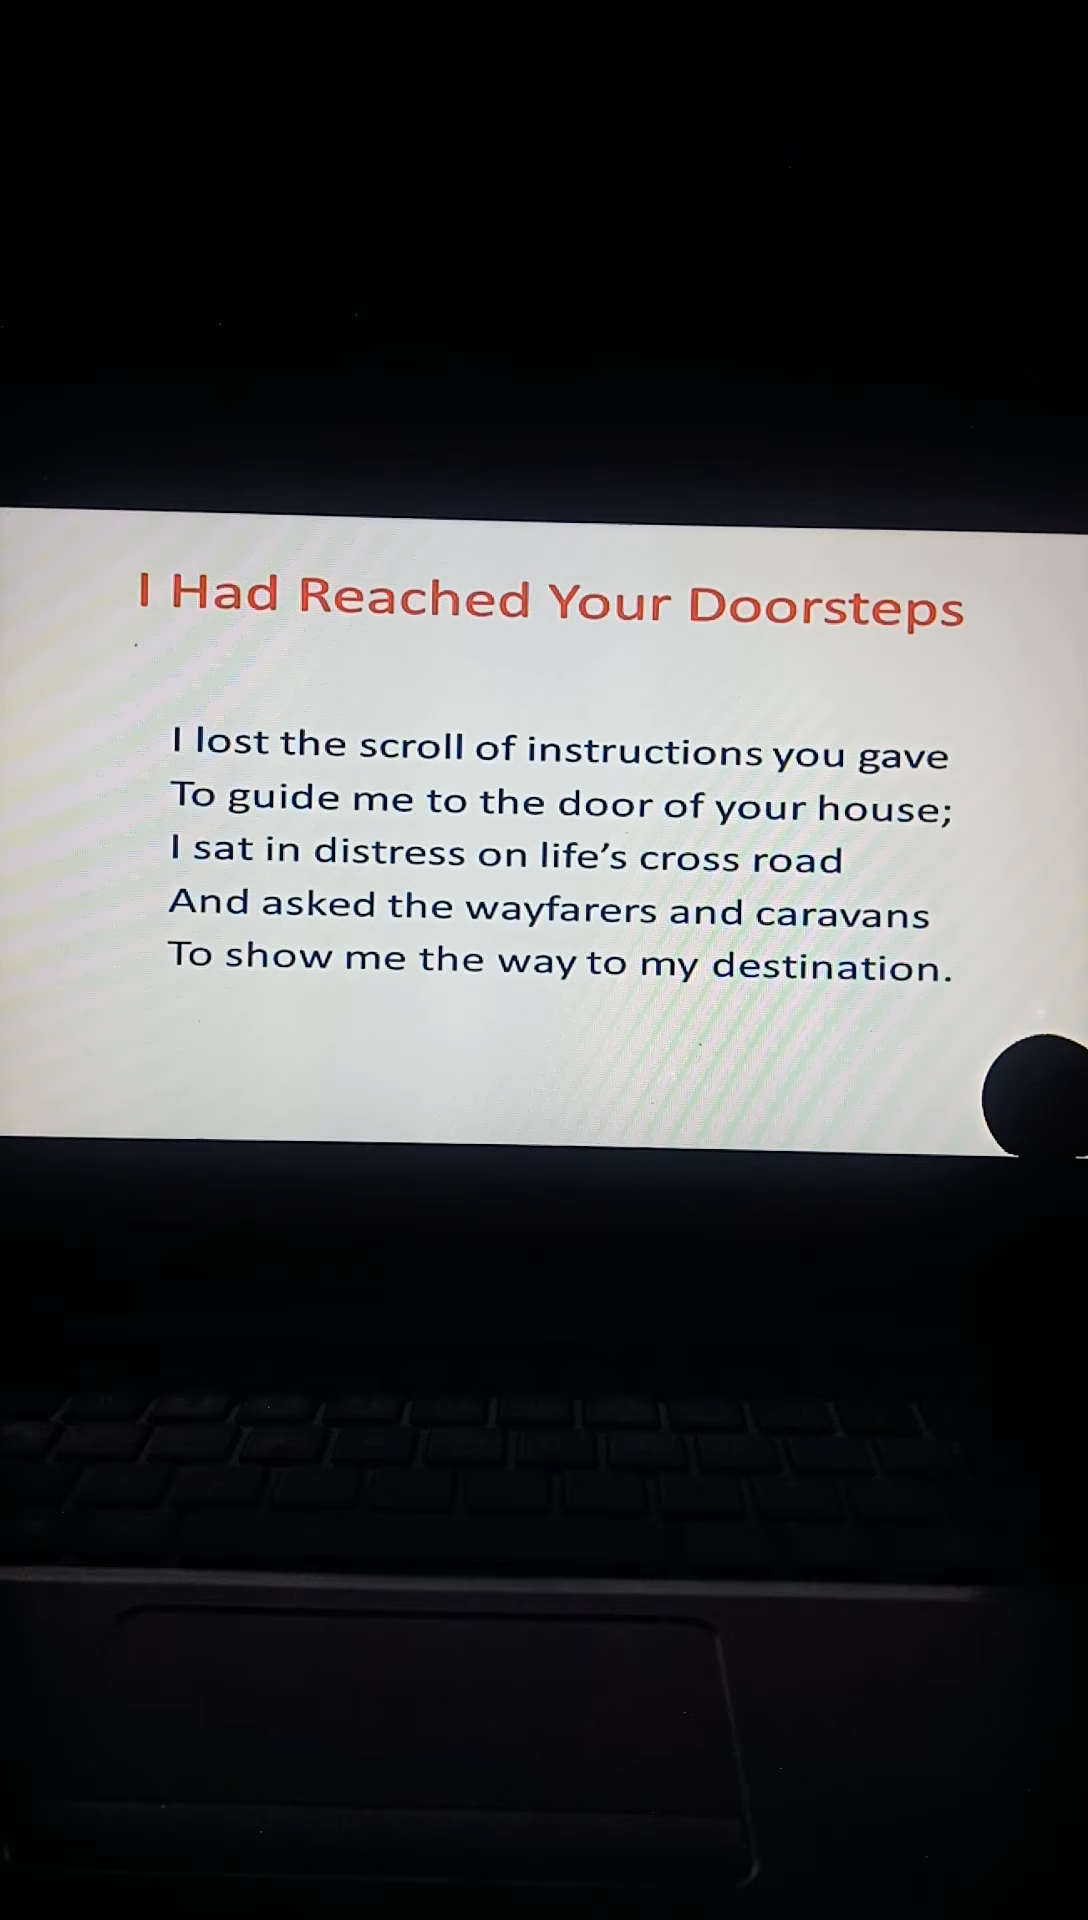 I Had Reached Your Doorsteps
I lost the scroll of instructions you gave
To guide me to the door of your house;
I sat in distress on life's cross road
And asked the wayfarers and caravans
To show me the way to my destination.